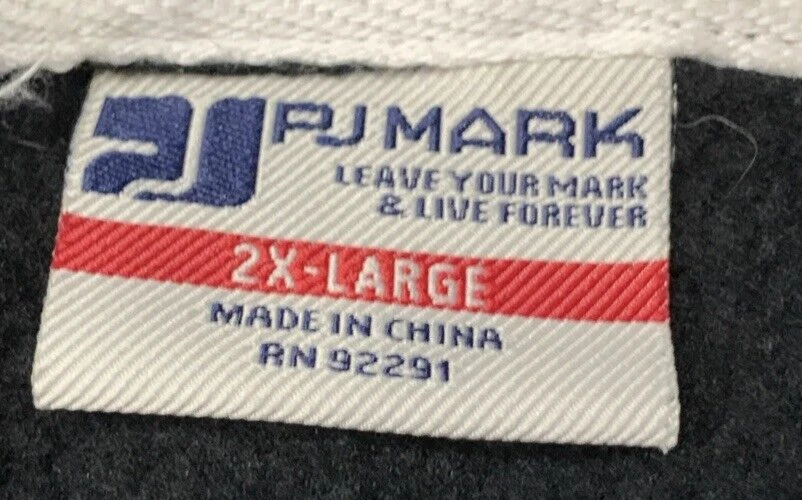 PJ MARK
LEAVE YOUR MARK
& LIVE FOREVER
2X-LARGE
MADE IN CHINA
RN 92291